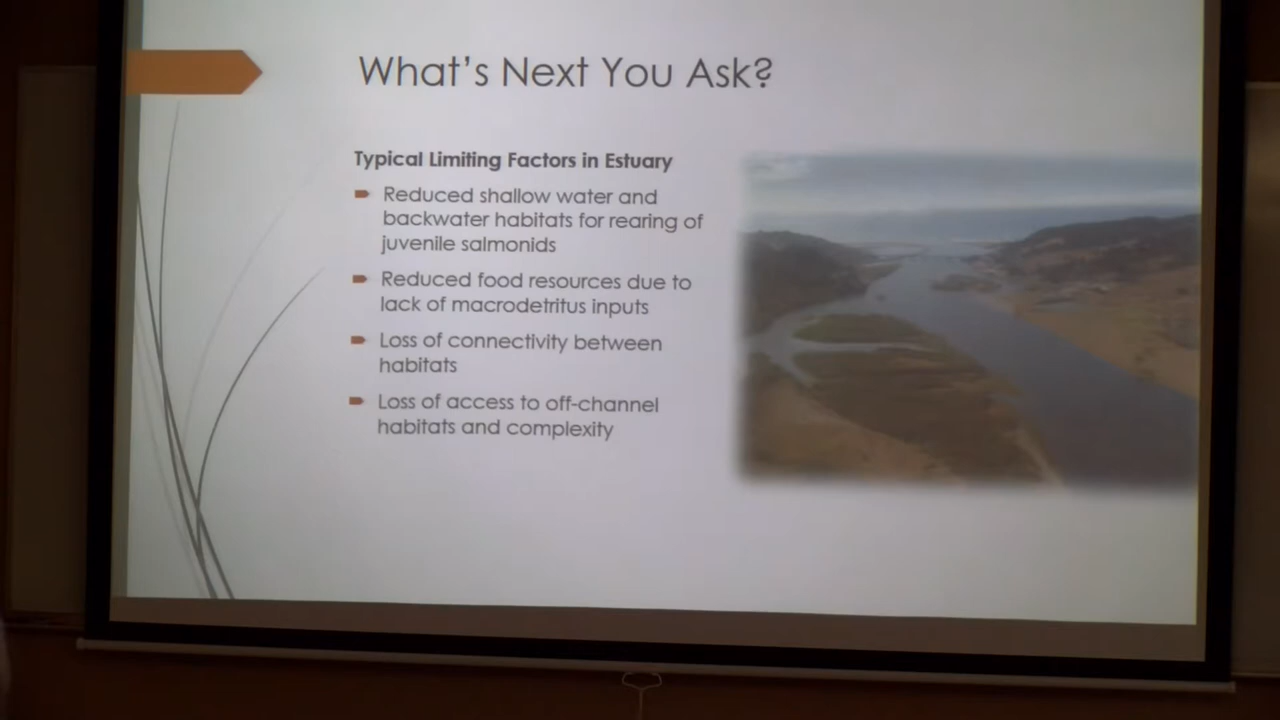 What's Next You Ask?
Typical Limiting Factors in Estuary
Reduced shallow water and
backwater habitats for rearing of
juvenile salmonids
Reduced food resources due to
lack of macrodetritus inputs
Loss of connectivity between
habitats
Loss of access to off-channel
habitats and complexity